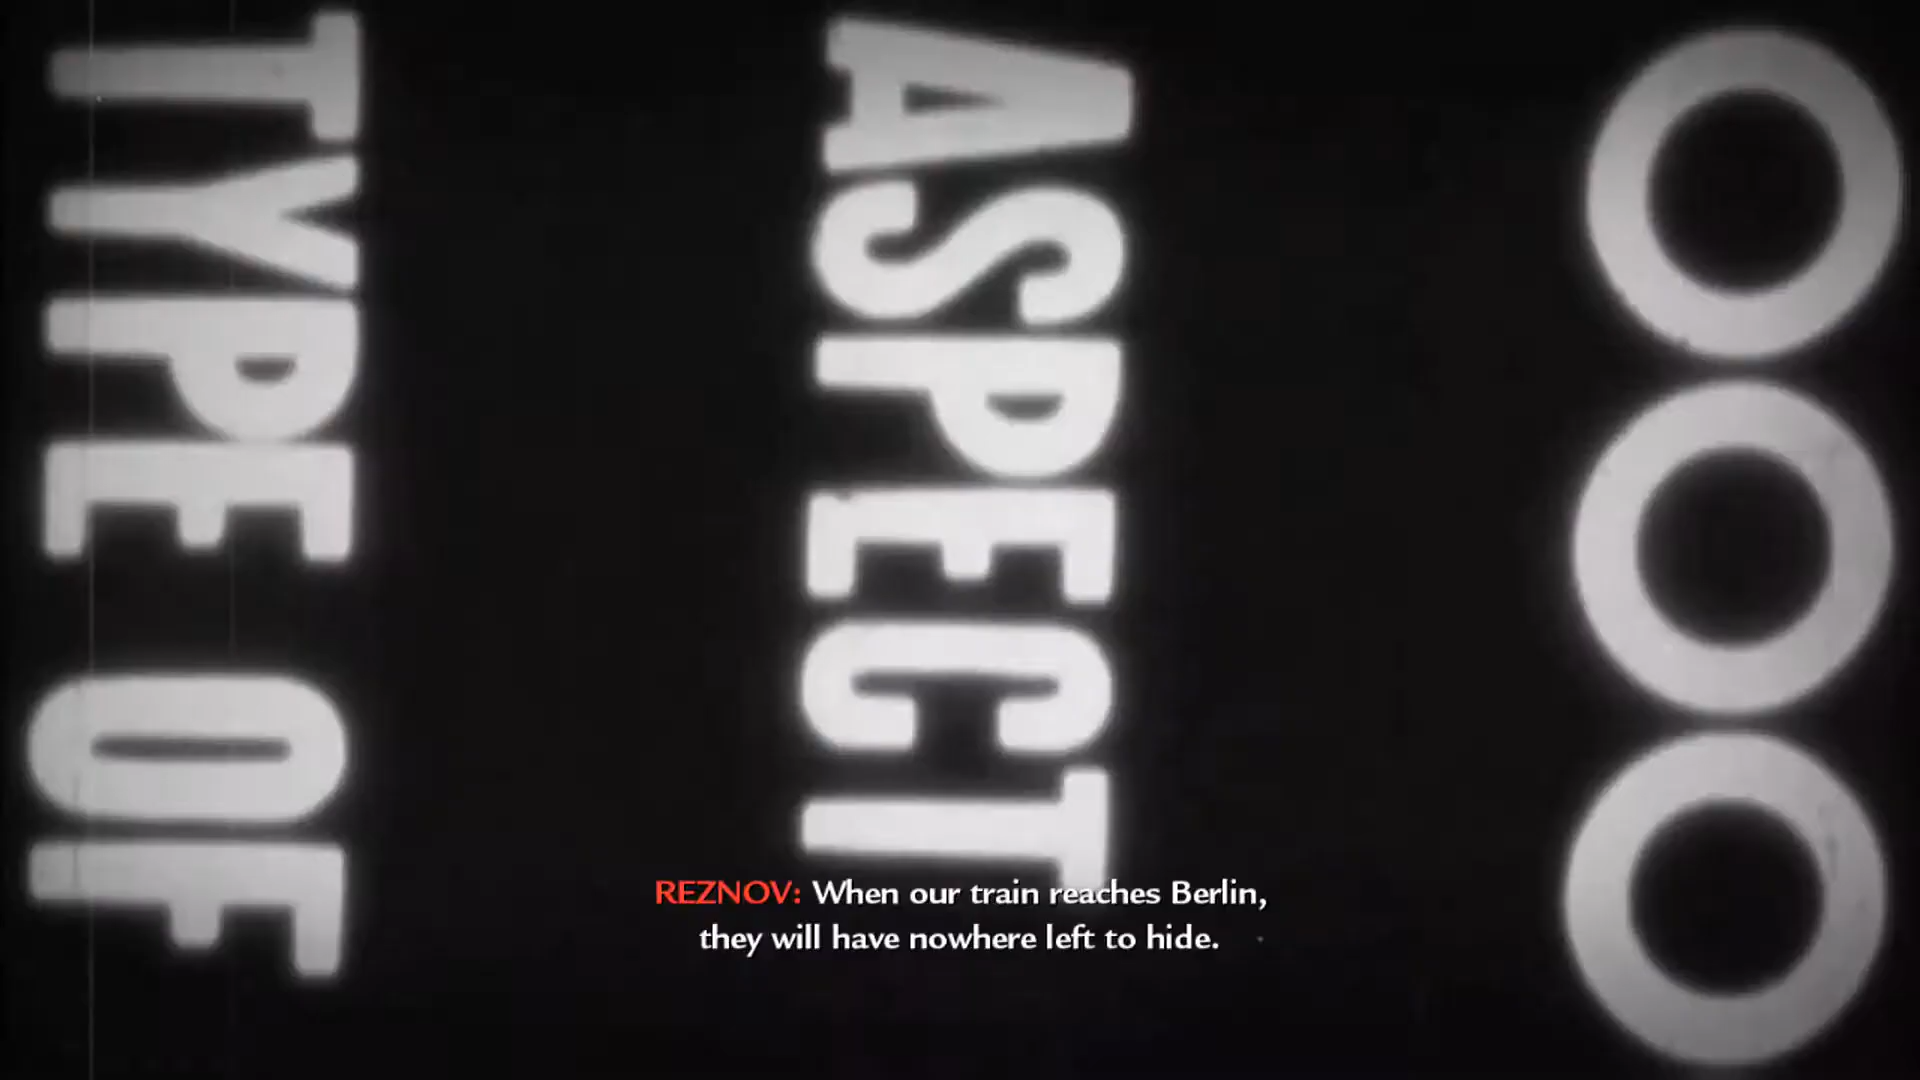 TYPE OF
ASPECT
OOO
REZNOV: When our train reaches Berlin,
they will have nowhere left to hide.